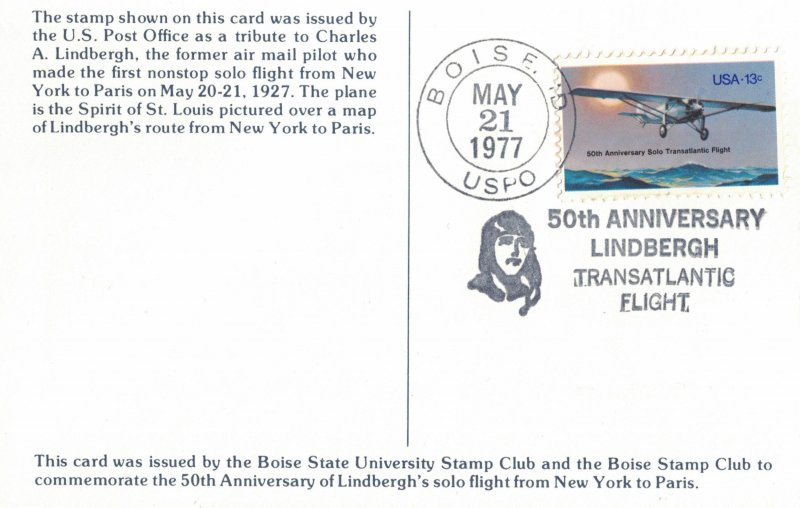 The stamp shown on this card was issued by
the U.S. Post Office as a tribute to Charles
A. Lindbergh, the former air mail pilot who
made the first nonstop solo flight from New
York to Paris on May 20-21, 1927. The plane
is the Spirit of St. Louis pictured over a map
of Lindbergh's route from New York to Paris.
BOISE, ID
MAY
21
1977
USPO
USA·13c
50th Anniversary Solo Transatlantic Flight
50th ANNIVERSARY
LINDBERGH
TRANSATLANTIC
FLIGHT
This card was issued by the Boise State University Stamp Club and the Boise Stamp Club to
commemorate the 50th Anniversary of Lindbergh's solo flight from New York to Paris.